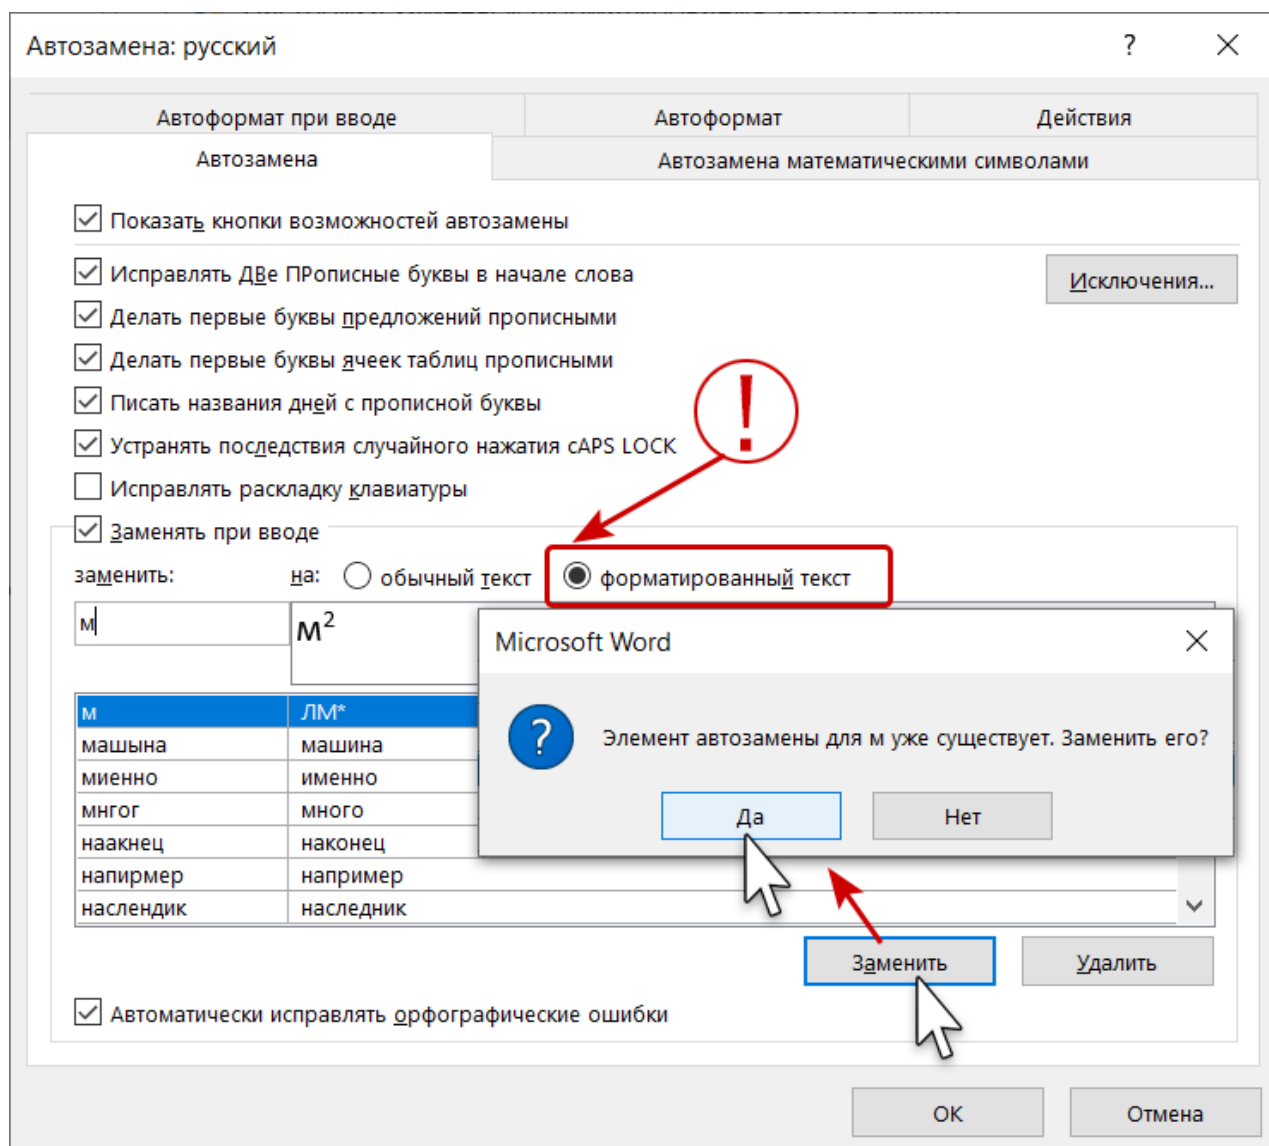 Автозамена: русский
?
Автоформат при вводе
Автоформат
Действия
Автозамена
Автозамена математическими символами
Показать кнопки возможностей автозамены
Исправлять ДВе ПРописные буквы в начале слова
Исключения...
Делать первые буквы предложений прописными
Делать первые буквы ячеек таблиц прописными
Писать названия дней с прописной буквы
!
Устранять последствия случайного нажатия cAPS LOCK
Исправлять раскладку клавиатуры
Заменять при вводе
заменить: на: обычный текст форматированный текст
м
м²
Microsoft Word
?
Элемент автозамены для м уже существует. Заменить его?
Да
Нет
м ЛМ*
машына машина
миенно именно
мнгог много
наакнец наконец
напирмер например
наслендик наследник
Заменить
Удалить
Автоматически исправлять орфографические ошибки
ОК
Отмена